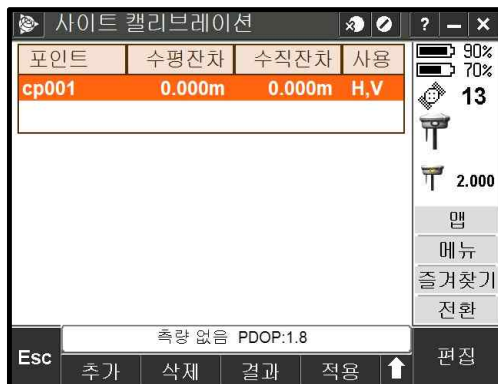 사이트 캘리브레이션 ? – ×
포인트 수평잔차 수직잔차 사용
cp001 0.000m 0.000m H,V
90%
70%
13
2.000
맵
메뉴
즐겨찾기
전환
측량 없음 PDOP:1.8
Esc 추가 삭제 결과 적용 편집